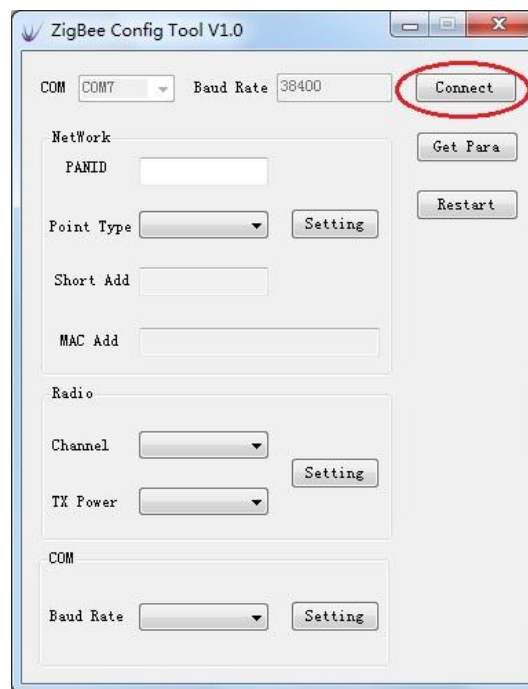 ZigBee Config Tool V1.0
COM COM7 Baud Rate 38400 Connect
NetWork
PANID
Get Para
Point Type Setting
Restart
Short Add
MAC Add
Radio
Channel
Setting
TX Power
COM
Baud Rate Setting